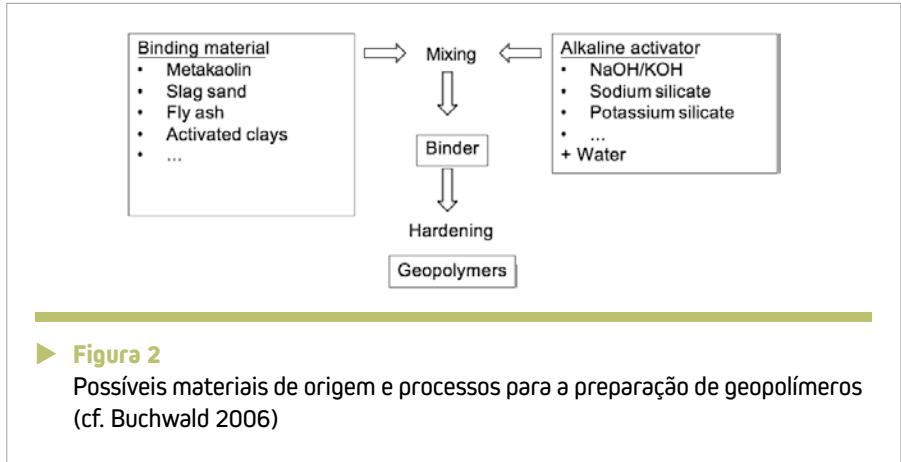 Binding material
• Metakaolin
• Slag sand
• Fly ash
• Activated clays
• ...
Mixing
Alkaline activator
• NaOH/KOH
• Sodium silicate
• Potassium silicate
• ...
+ Water
Binder
Hardening
Geopolymers
Figura 2
Possíveis materiais de origem e processos para a preparação de geopolímeros
(cf. Buchwald 2006)